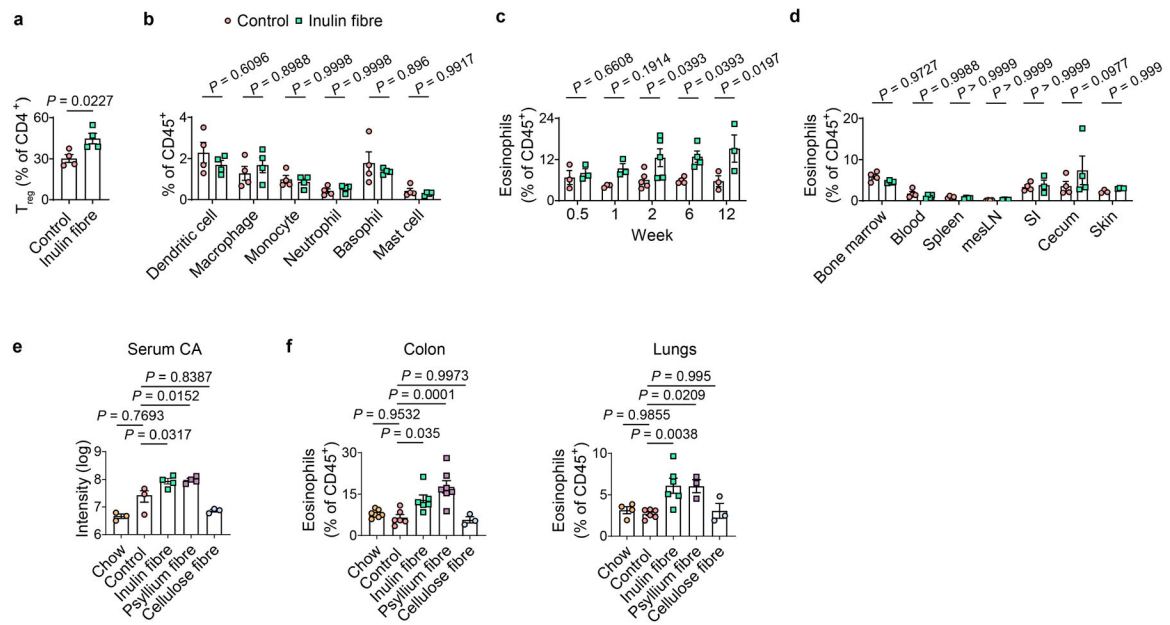 a
P = 0.0227
Treg (% of CD4+)
60
30
0
Control
Inulin fibre
b
Control
Inulin fibre
P = 0.6096
P = 0.8988
P = 0.9998
P = 0.9998
P = 0.896
P = 0.9917
% of CD45+
4
2
0
Dendritic cell
Macrophage
Monocyte
Neutrophil
Basophil
Mast cell
c
P = 0.6608
P = 0.1914
P = 0.0393
P = 0.0393
P = 0.0197
Eosinophils
(% of CD45+)
24
12
0
0.5 1 2 6 12
Week
d
P = 0.9727
P = 0.9988
P > 0.9999
P > 0.9999
P > 0.9999
P = 0.0977
P = 0.999
Eosinophils
(% of CD45+)
20
10
0
Bone marrow
Blood
Spleen
mesLN
SI
Cecum
Skin
e
Serum CA
P = 0.8387
P = 0.0152
P = 0.7693
P = 0.0317
Intensity (log)
9
8
7
6
Chow
Control
Inulin fibre
Psyllium fibre
Cellulose fibre
f
Colon
P = 0.9973
P = 0.0001
P = 0.9532
P = 0.035
Eosinophils
(% of CD45+)
30
15
0
Chow
Control
Inulin fibre
Psyllium fibre
Cellulose fibre
Lungs
P = 0.995
P = 0.0209
P = 0.9855
P = 0.0038
Eosinophils
(% of CD45+)
10
5
0
Chow
Control
Inulin fibre
Psyllium fibre
Cellulose fibre